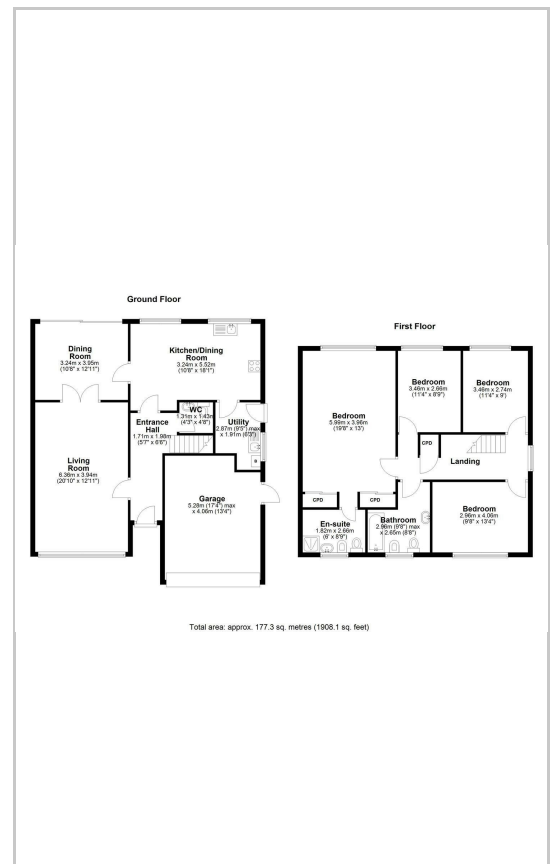 Ground Floor
Dining
Room
3.24m x 3.95m
(10'8" x 12'11")
Kitchen/Dining
Room
3.24m x 5.52m
(10'8" x 18'1")
WC
1.31m x 1.43m
(4'3" x 4'8")
Utility
2.87m (9'5") max
x 1.91m (6'3")
Entrance
Hall
1.71m x 1.98m
(5'7" x 6'6")
Living
Room
6.36m x 3.94m
(20'10" x 12'11")
Garage
5.28m (17'4") max
x 4.06m (13'4")
First Floor
Bedroom
5.99m x 3.96m
(19'8" x 13')
Bedroom
3.46m x 2.66m
(11'4" x 8'9")
Bedroom
3.46m x 2.74m
(11'4" x 9')
CPD
Landing
CPD
CPD
En-suite
1.82m x 2.66m
(6' x 8'9")
Bathroom
2.96m (9'8") max
x 2.65m (8'8")
Bedroom
2.96m x 4.06m
(9'8" x 13'4")
Total area: approx. 177.3 sq. metres (1908.1 sq. feet)